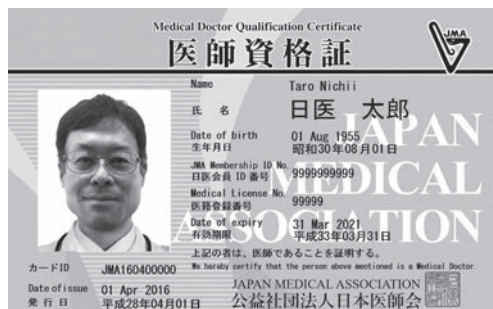 Medical Doctor Qualification Certificate
医師資格証
JMA
Name Taro Nichii
氏 名 日医 太郎
Date of birth 01 Aug 1955
生年月日 昭和30年08月01日
JMA Membership ID No.
日医会員 ID 番号 9999999999
Medical License No.
医籍登録番号 99999
Date of expiry 31 Mar 2021
有効期限 平成33年03月31日
JAPAN
MEDICAL
ASSOCIATION
上記の者は、医師であることを証明する。
We hereby certify that the person above mentioned is a Medical Doctor.
カードID JMA160400000
Date of issue 01 Apr 2016
発 行 日 平成28年04月01日
JAPAN MEDICAL ASSOCIATION
公益社団法人日本医師会